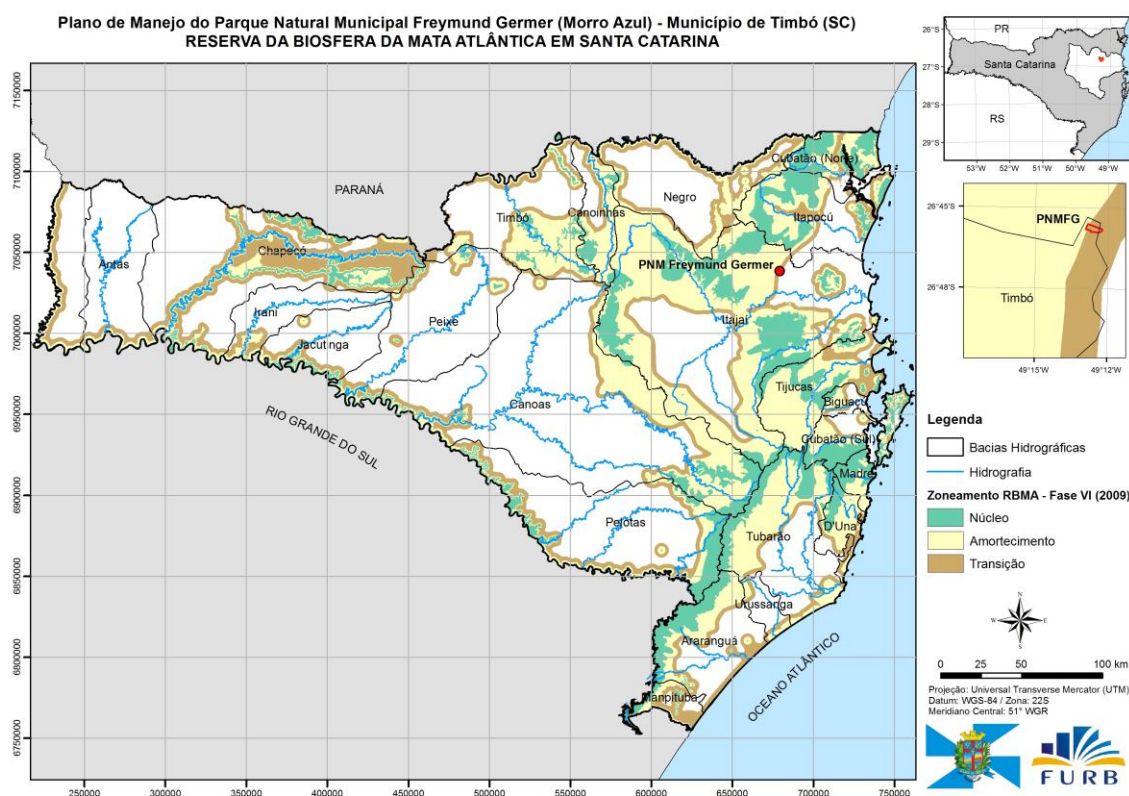 Plano de Manejo do Parque Natural Municipal Freymund Germer (Morro Azul) - Município de Timbó (SC)
RESERVA DA BIOSFERA DA MATA ATLÂNTICA EM SANTA CATARINA
7150000
7100000
7050000
7000000
6950000
6900000
6850000
6800000
6750000
250000
300000
350000
400000
450000
500000
550000
600000
650000
700000
750000
PARANÁ
Cubatão (Norte)
Negro
Timbó
Canoinhas
Itapocú
Antas
Chapecó
PNM Freymund Germer
Irani
Peixe
Itajaí
Jacutinga
Tijucas
Biguaçu
Canoas
RIO GRANDE DO SUL
Cubatão (Sul)
Madre
Pelotas
D'Una
Tubarão
Urussanga
Araranguá
Manpituba
OCEANO ATLÂNTICO
26°S
27°S
28°S
29°S
PR
Santa Catarina
RS
53°W
52°W
51°W
50°W
49°W
48°W
26°45'S
26°48'S
PNMFG
Timbó
49°15'W
49°12'W
Legenda
Bacias Hidrográficas
Hidrografia
Zoneamento RBMA - Fase VI (2009)
Núcleo
Amortecimento
Transição
N
W
E
S
0 25 50 100 km
Projeção: Universal Transverse Mercator (UTM)
Datum: WGS-84 / Zona: 22S
Meridiano Central: 51° WGR
FURB